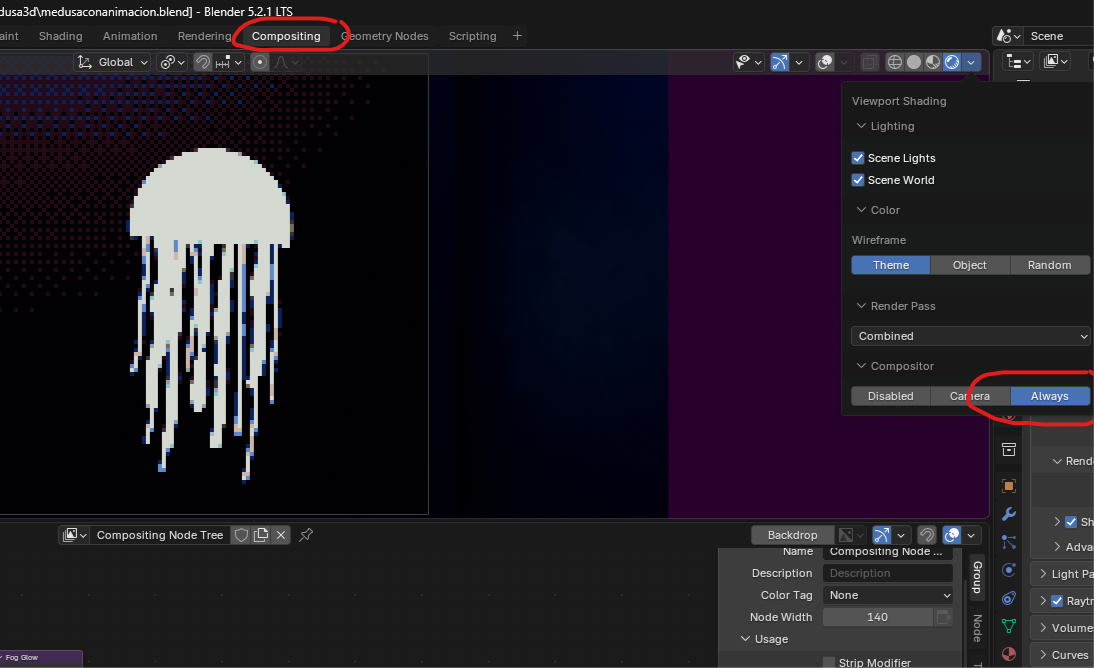 dusa3d\medusaconanimacion.blend] - Blender 5.2.1 LTS
aint Shading Animation Rendering Compositing Geometry Nodes Scripting + Scene
Global
Viewport Shading
Lighting
Scene Lights
Scene World
Color
Wireframe
Theme Object Random
Render Pass
Combined
Compositor
Disabled Camera Always
Rend
Compositing Node Tree Backdrop
Name Compositing Node ...
Description Description
Color Tag None
Node Width 140
Usage
Strip Modifier
Group
Node
Sh
Adva
Light Pa
Raytr
Volume
Curves
Fog Glow